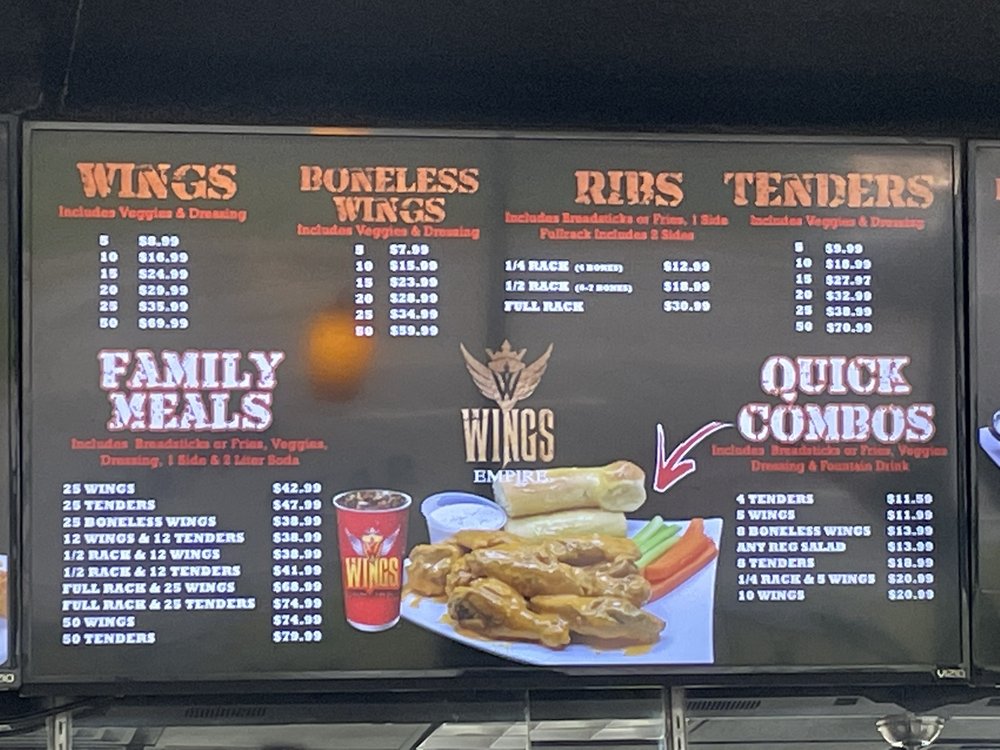 WINGS
Includes Veggies & Dressing
5 $8.99
10 $16.99
15 $24.99
20 $29.99
25 $35.99
50 $69.99
BONELESS
WINGS
Includes Veggies & Dressing
5 $7.99
10 $15.99
15 $23.99
20 $28.99
25 $34.99
50 $59.99
RIBS
Includes Breadsticks or Fries, 1 Side
Fullrack Includes 2 Sides
1/4 RACK (4 BONES) $12.99
1/2 RACK (6-7 BONES) $18.99
FULL RACK $30.99
TENDERS
Includes Veggies & Dressing
5 $9.99
10 $18.99
15 $27.97
20 $32.99
25 $38.99
50 $70.99
FAMILY
MEALS
Includes Breadsticks or Fries, Veggies,
Dressing, 1 Side & 2 Liter Soda
25 WINGS $42.99
25 TENDERS $47.99
25 BONELESS WINGS $39.99
12 WINGS & 12 TENDERS $38.99
1/2 RACK & 12 WINGS $39.99
1/2 RACK & 12 TENDERS $41.99
FULL RACK & 25 WINGS $68.99
FULL RACK & 25 TENDERS $74.99
50 WINGS $74.99
50 TENDERS $79.99
WINGS
EMPIRE
WINGS
QUICK
COMBOS
Includes Breadsticks or Fries, Veggies
Dressing & Fountain Drink
4 TENDERS $11.59
5 WINGS $11.99
8 BONELESS WINGS $13.99
ANY REG SALAD $13.99
8 TENDERS $18.99
1/4 RACK & 5 WINGS $20.99
10 WINGS $20.99
VIZIO
VIZIO